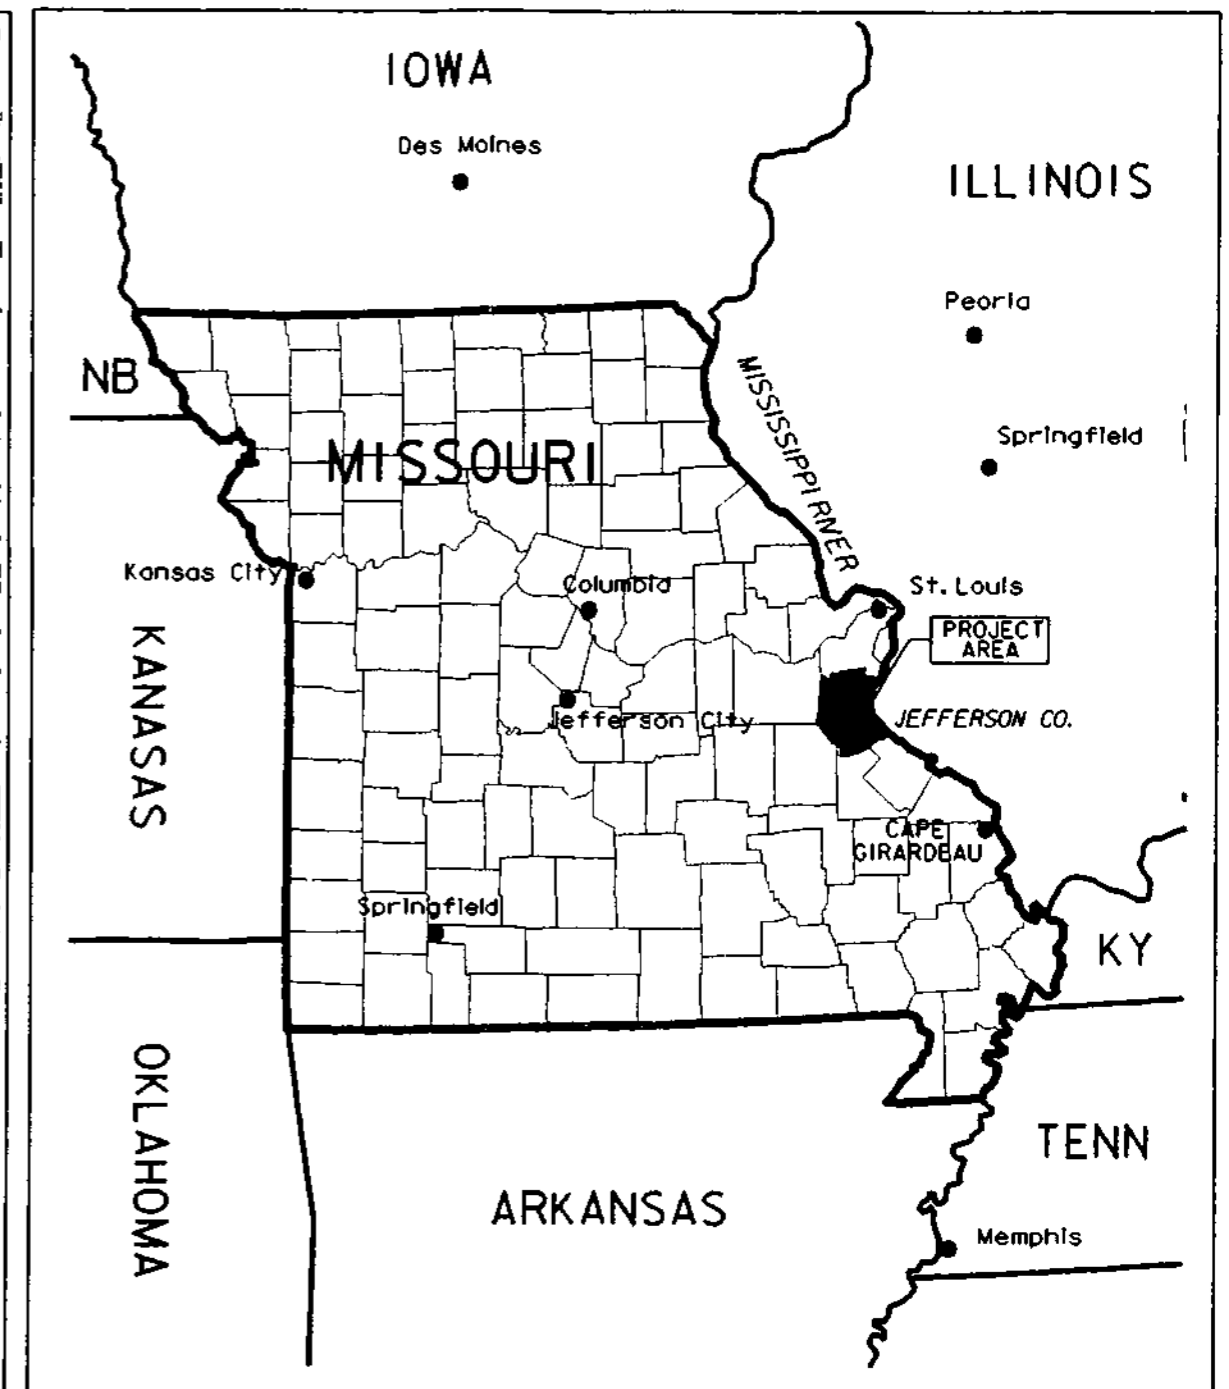 IOWA
Des Moines
ILLINOIS
Peoria
NB
MISSISSIPPI RIVER
Springfield
MISSOURI
Kansas City
Columbia
St. Louis
PROJECT
AREA
KANASAS
Jefferson City
JEFFERSON CO.
CAPE
GIRARDEAU
Springfield
KY
OKLAHOMA
TENN
ARKANSAS
Memphis